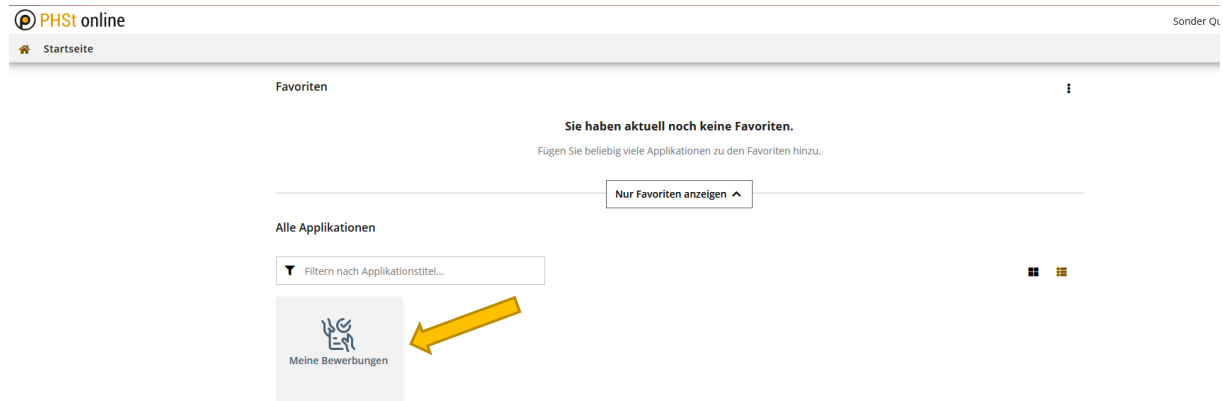 PHSt online
Sonder
Startseite
Favoriten
Sie haben aktuell noch keine Favoriten.
Fügen Sie beliebig viele Applikationen zu den Favoriten hinzu.
Nur Favoriten anzeigen
Alle Applikationen
Filtern nach Applikationstitel...
Meine Bewerbungen